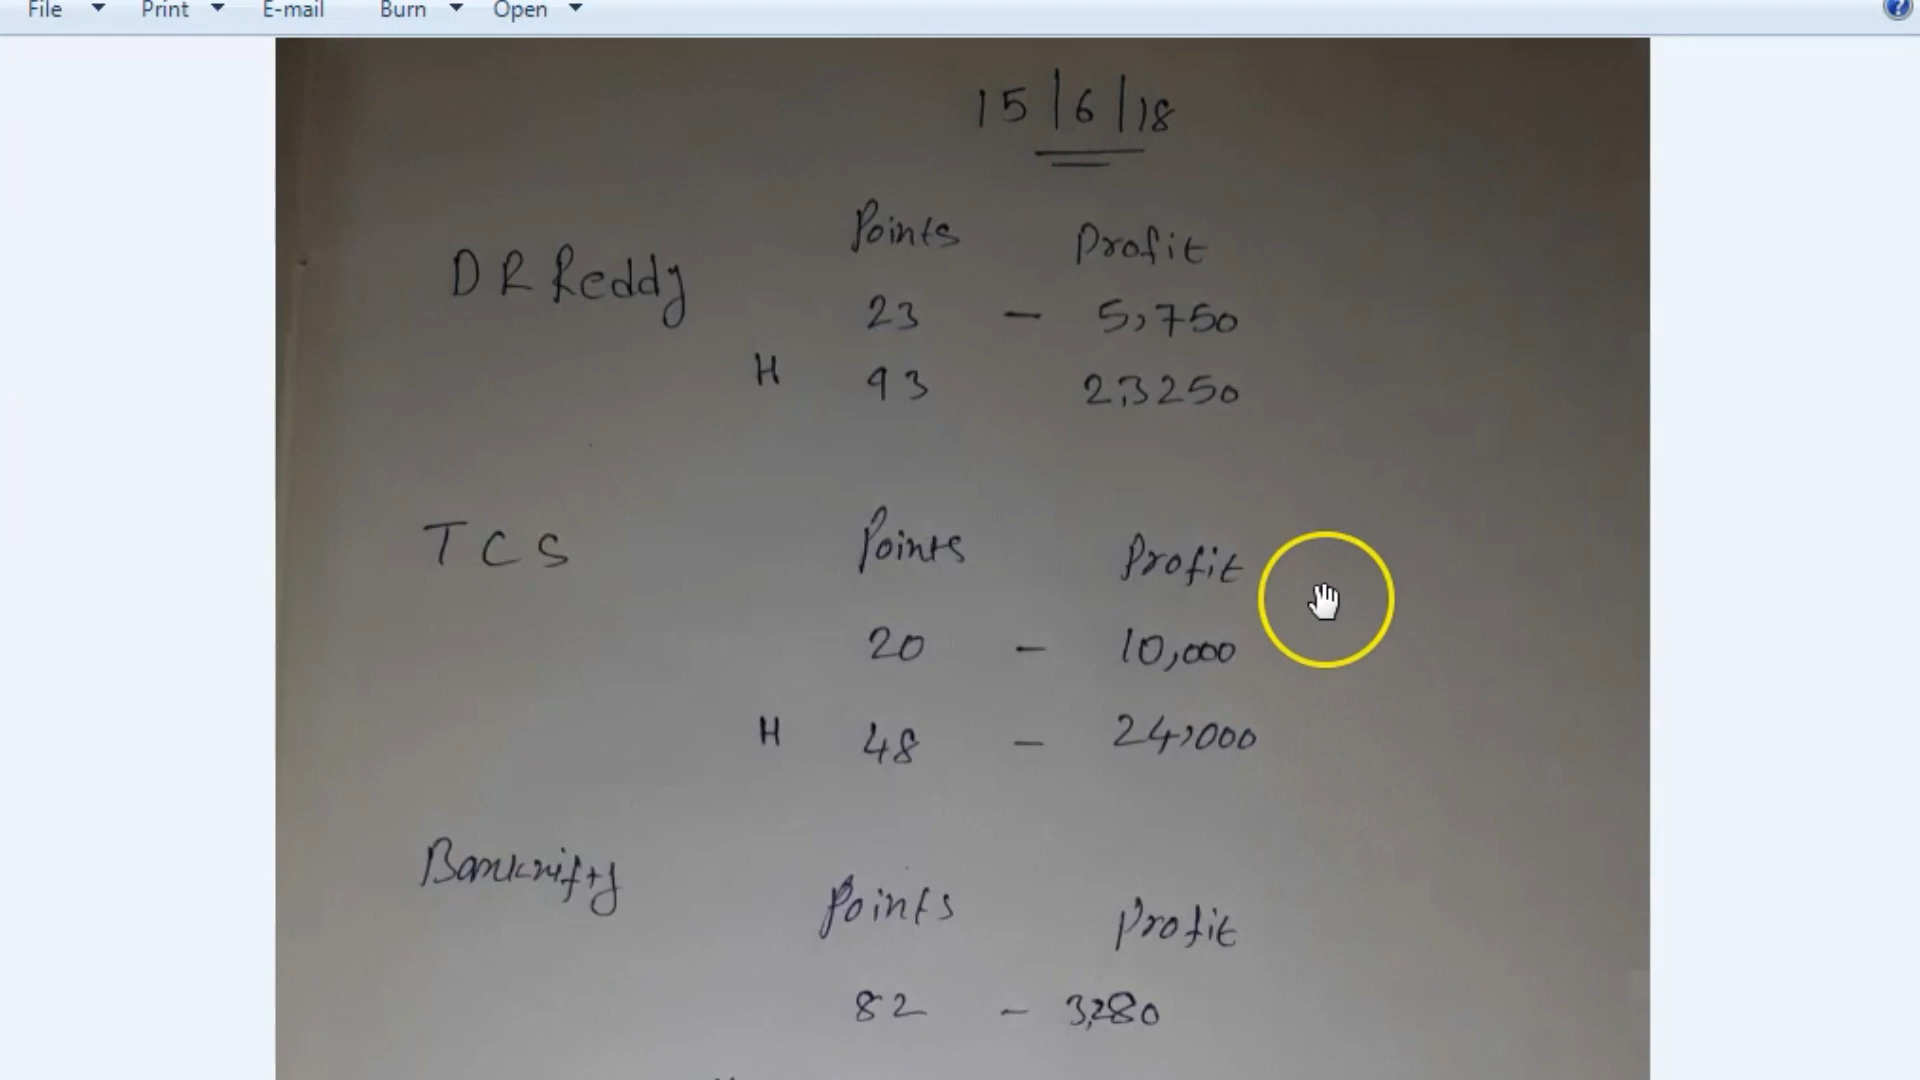 File Print E-mail Burn Open
15/6/18
DR Reddy Points Profit
23 - 5,750
H 93 23250
TCS Points Profit
20 - 10,000
H 48 - 24,000
Banknifty Points Profit
82 - 3,280